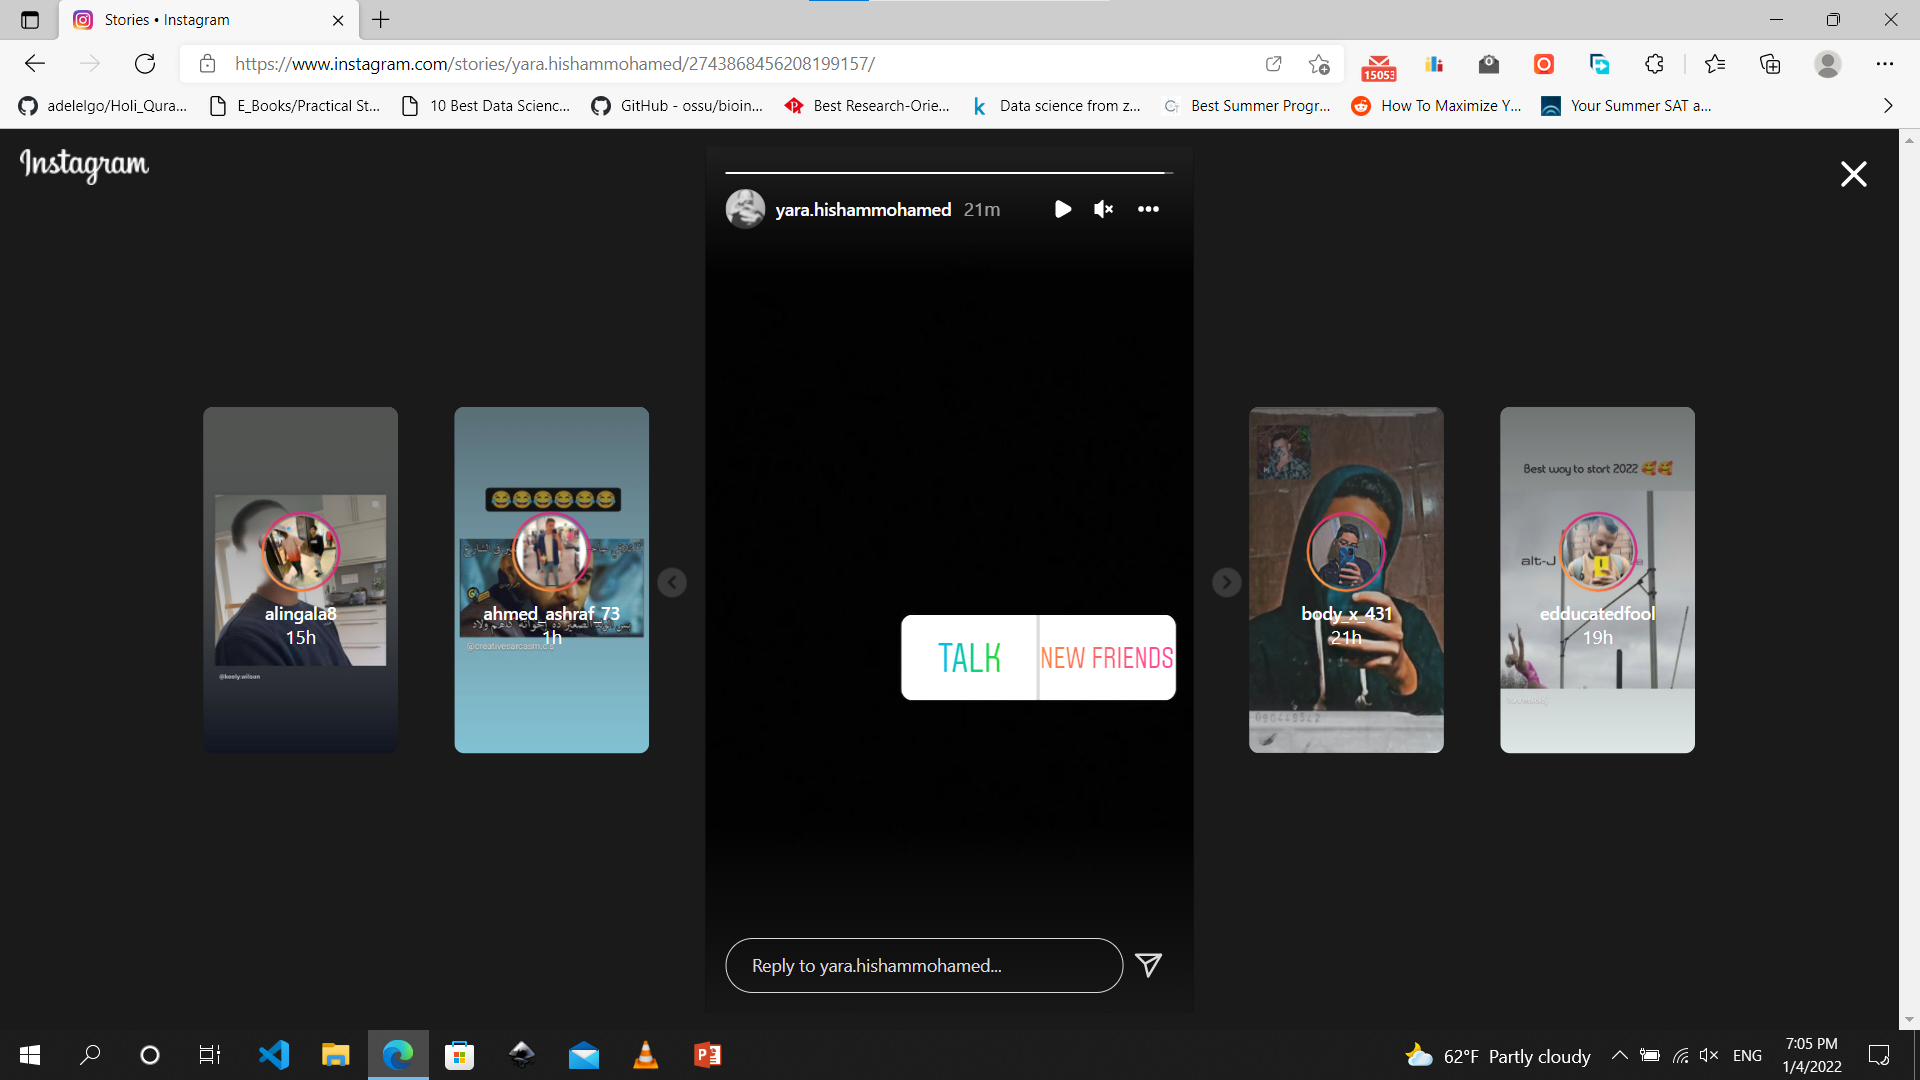 Stories • Instagram
https://www.instagram.com/stories/yara.hishammohamed/2743868456208199157/
15053
adelelgo/Holi_Qura...
E_Books/Practical St...
10 Best Data Scienc...
GitHub - ossu/bioin...
Best Research-Orie...
Data science from z...
Best Summer Progr...
How To Maximize Y...
Your Summer SAT a...
Instagram
yara.hishammohamed 21m
alingala8
15h
@keely.wilson
😂😂😂😂😂😂
ahmed_ashraf_73
1h
@creativesarcasm.c's
TALK
NEW FRIENDS
body_x_431
21h
Best way to start 2022 🥰🥰
alt-J
edducatedfool
19h
Reply to yara.hishammohamed...
62°F Partly cloudy
ENG
7:05 PM
1/4/2022